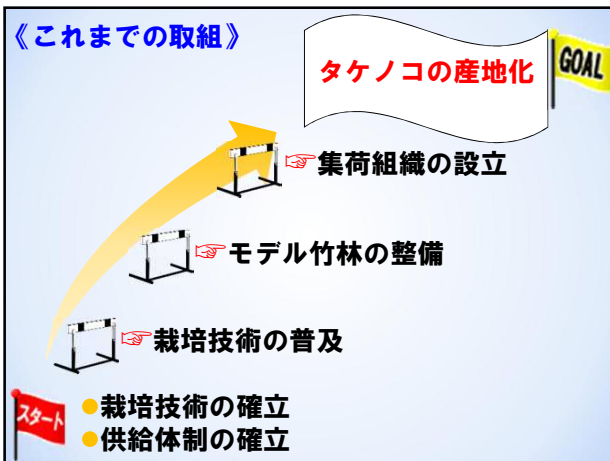 《これまでの取組》
タケノコの産地化
GOAL
☞集荷組織の設立
☞モデル竹林の整備
☞栽培技術の普及
スタート
●栽培技術の確立
●供給体制の確立